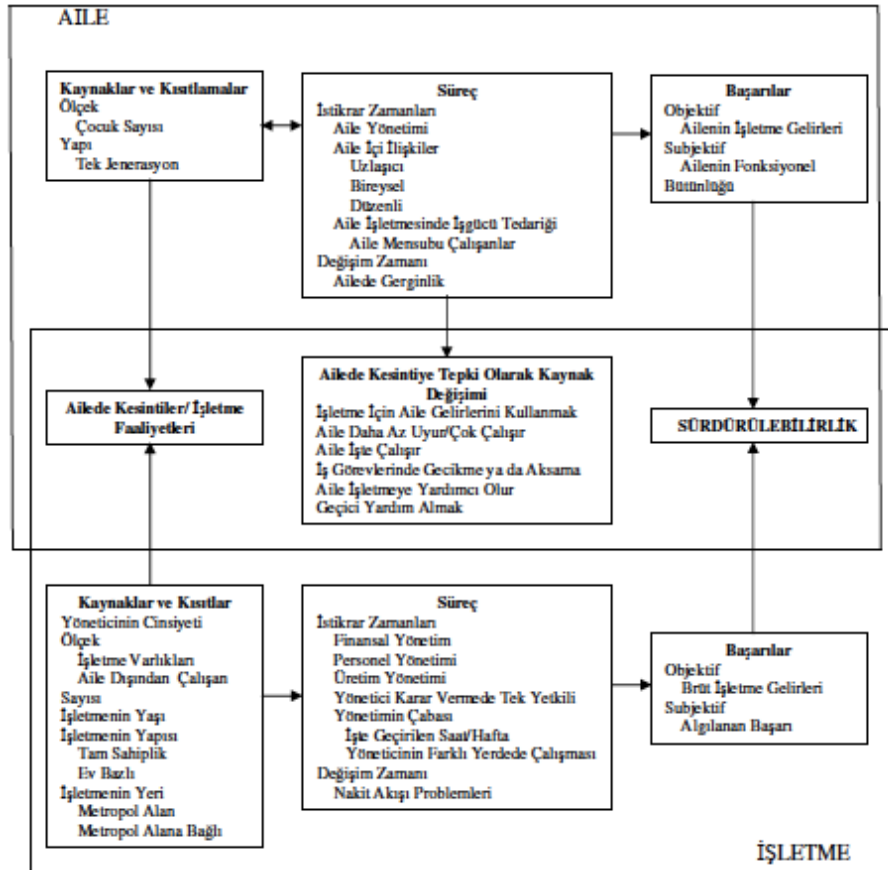 AİLE
Kaynaklar ve Kısıtlamalar
Ölçek
Çocuk Sayısı
Yapı
Tek Jenerasyon
Süreç
İstikrar Zamanları
Aile Yönetimi
Aile İçi İlişkiler
Uzlaşıcı
Bireysel
Düzenli
Aile İşletmesinde İşgücü Tedariği
Aile Mensubu Çalışanlar
Değişim Zamanı
Ailede Gerginlik
Başarılar
Objektif
Ailenin İşletme Gelirleri
Subjektif
Ailenin Fonksiyonel
Bütünlüğü
Ailede Kesintiler/ İşletme
Faaliyetleri
Ailede Kesintiye Tepki Olarak Kaynak
Değişimi
İşletme İçin Aile Gelirlerini Kullanmak
Aile Daha Az Uyur/Çok Çalışır
Aile İşte Çalışır
İş Görevlerinde Gecikme ya da Aksama
Aile İşletmeye Yardımcı Olur
Geçici Yardım Almak
SÜRDÜRÜLEBİLİRLİK
Kaynaklar ve Kısıtlar
Yöneticinin Cinsiyeti
Ölçek
İşletme Varlıkları
Aile Dışından Çalışan
Sayısı
İşletmenin Yaşı
İşletmenin Yapısı
Tam Sahiplik
Ev Bazlı
İşletmenin Yeri
Metropol Alan
Metropol Alana Bağlı
Süreç
İstikrar Zamanları
Finansal Yönetim
Personel Yönetimi
Üretim Yönetimi
Yönetici Karar Vermede Tek Yetkili
Yönetimin Çabası
İşte Geçirilen Saat/Hafta
Yöneticinin Farklı Yerdede Çalışması
Değişim Zamanı
Nakit Akışı Problemleri
Başarılar
Objektif
Brüt İşletme Gelirleri
Subjektif
Algılanan Başarı
İŞLETME